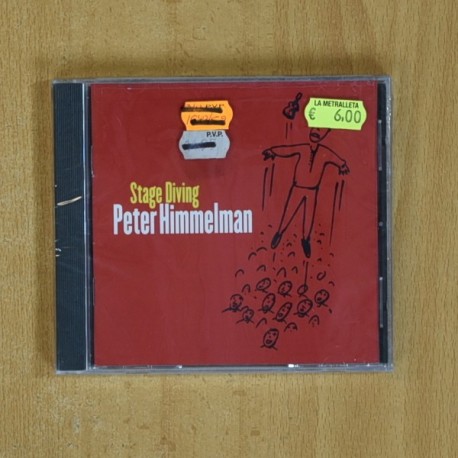 LA METRALLETA
€ 6,00
P.V.P.
Stage Diving
Peter Himmelman